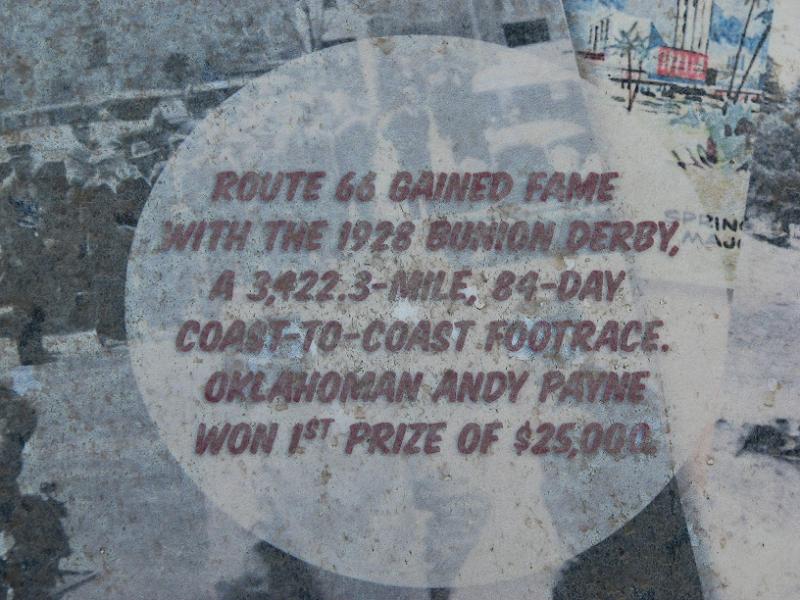 ROUTE 66 GAINED FAME
WITH THE 1928 BUNION DERBY,
A 3,422.3-MILE, 84-DAY
COAST-TO-COAST FOOTRACE.
OKLAHOMAN ANDY PAYNE
WON 1ST PRIZE OF $25,000.